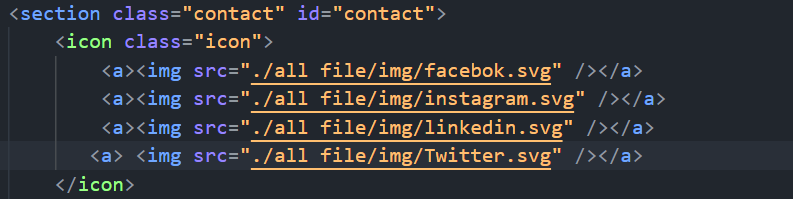 <section class="contact" id="contact">
<icon class="icon">
<a><img src="./all file/img/facebok.svg" /></a>
<a><img src="./all file/img/instagram.svg" /></a>
<a><img src="./all file/img/linkedin.svg" /></a>
<a> <img src="./all file/img/Twitter.svg" /></a>
</icon>